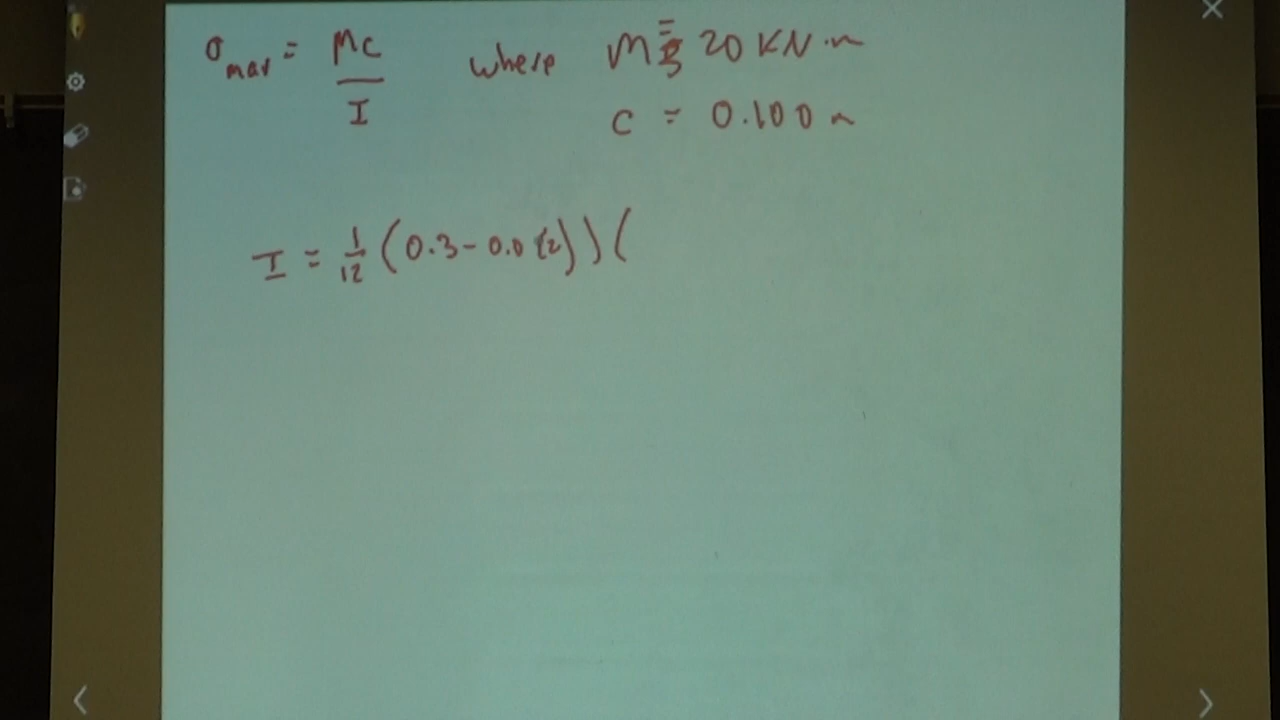 σmax = Mc/I where M = 20 KN·m
c = 0.100 m
I = 1/12 (0.3 - 0.0 (2)) (